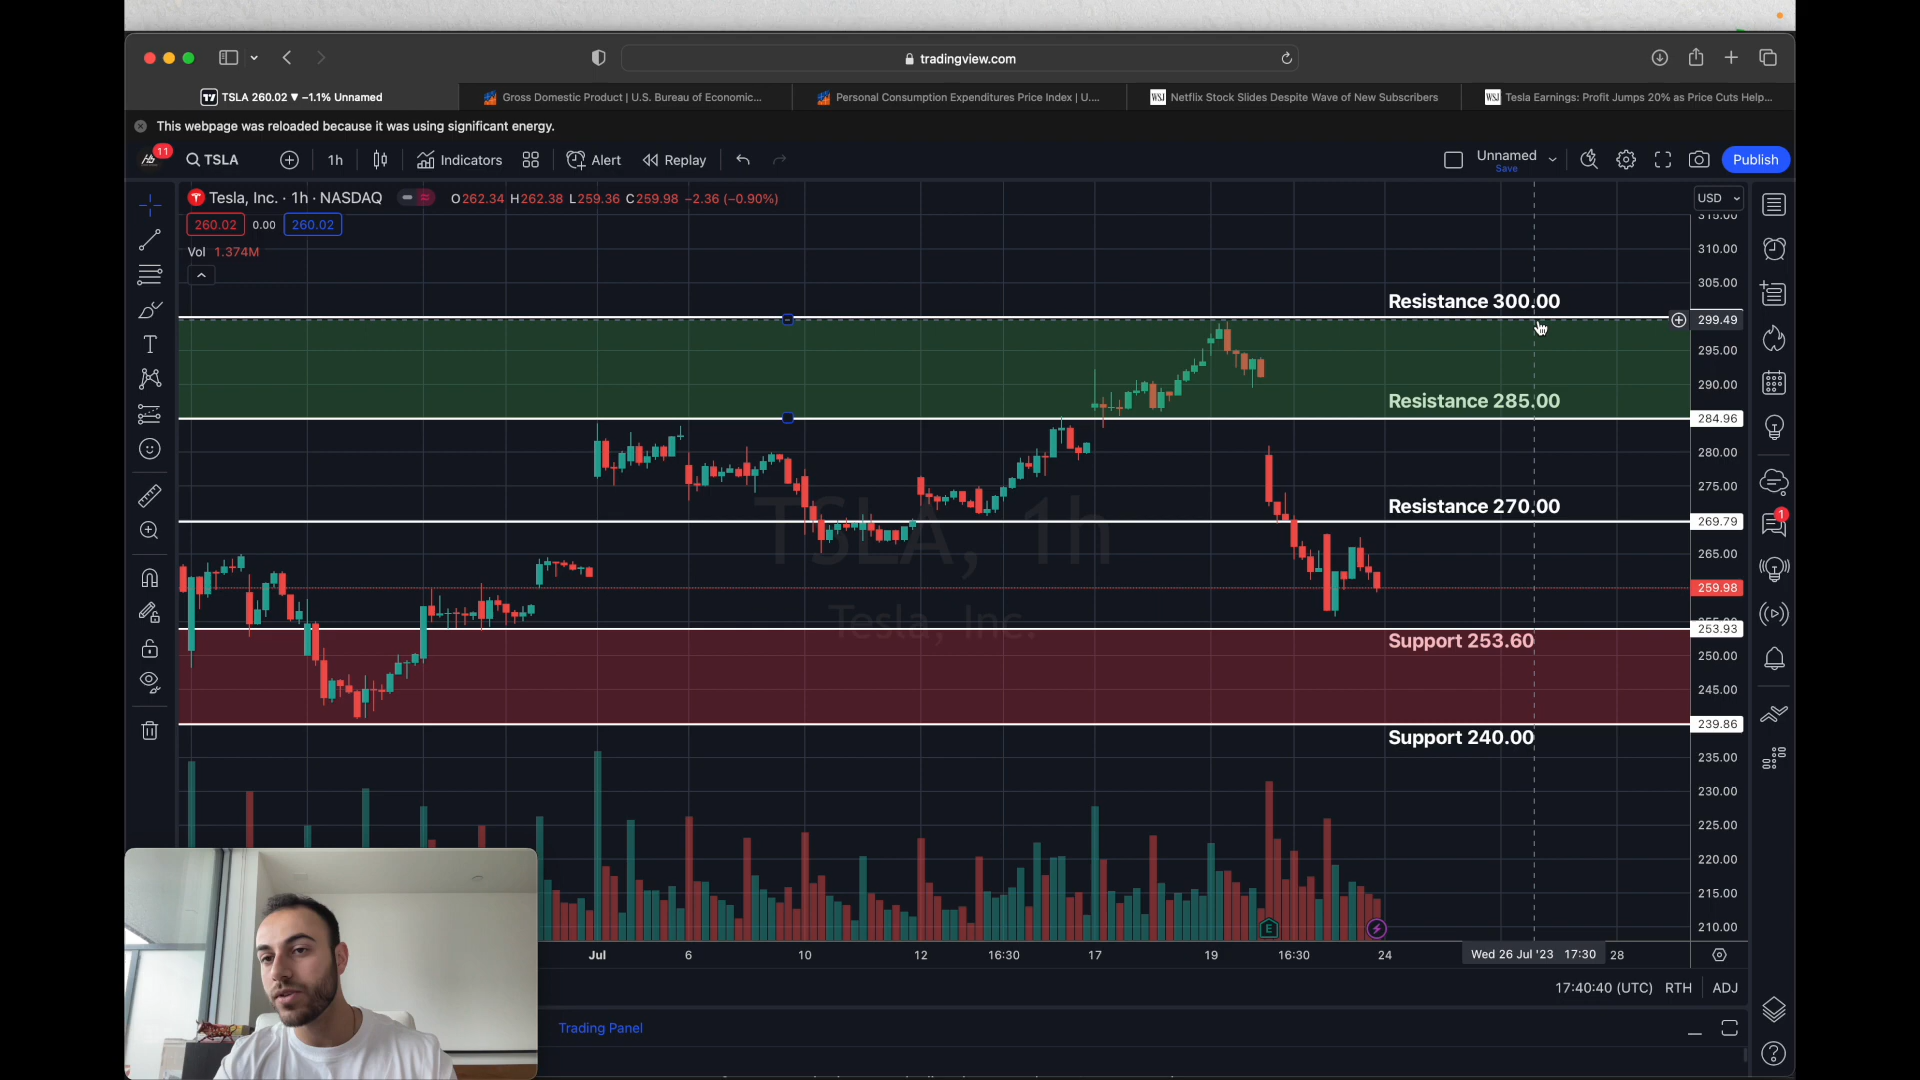 tradingview.com
TSLA 260.02 ▼ −1.1% Unnamed
Gross Domestic Product | U.S. Bureau of Economic...
Personal Consumption Expenditures Price Index | U....
WSJ Netflix Stock Slides Despite Wave of New Subscribers
WSJ Tesla Earnings: Profit Jumps 20% as Price Cuts Help...
This webpage was reloaded because it was using significant energy.
11
TSLA
1h
Indicators
Alert
Replay
Unnamed
Save
Publish
Tesla, Inc. · 1h · NASDAQ
O262.34 H262.38 L259.36 C259.98 −2.36 (−0.90%)
USD
260.02 0.00 260.02
Vol 1.374M
315.00
310.00
305.00
Resistance 300.00
299.49
295.00
290.00
Resistance 285.00
284.96
280.00
275.00
Resistance 270.00
269.79
TSLA, 1h
265.00
259.98
Tesla, Inc.
255.00
253.93
Support 253.60
250.00
245.00
239.86
Support 240.00
235.00
230.00
225.00
220.00
215.00
210.00
E
1
Jul 6 10 12 16:30 17 19 16:30 24 Wed 26 Jul '23 17:30 28
17:40:40 (UTC) RTH ADJ
Trading Panel